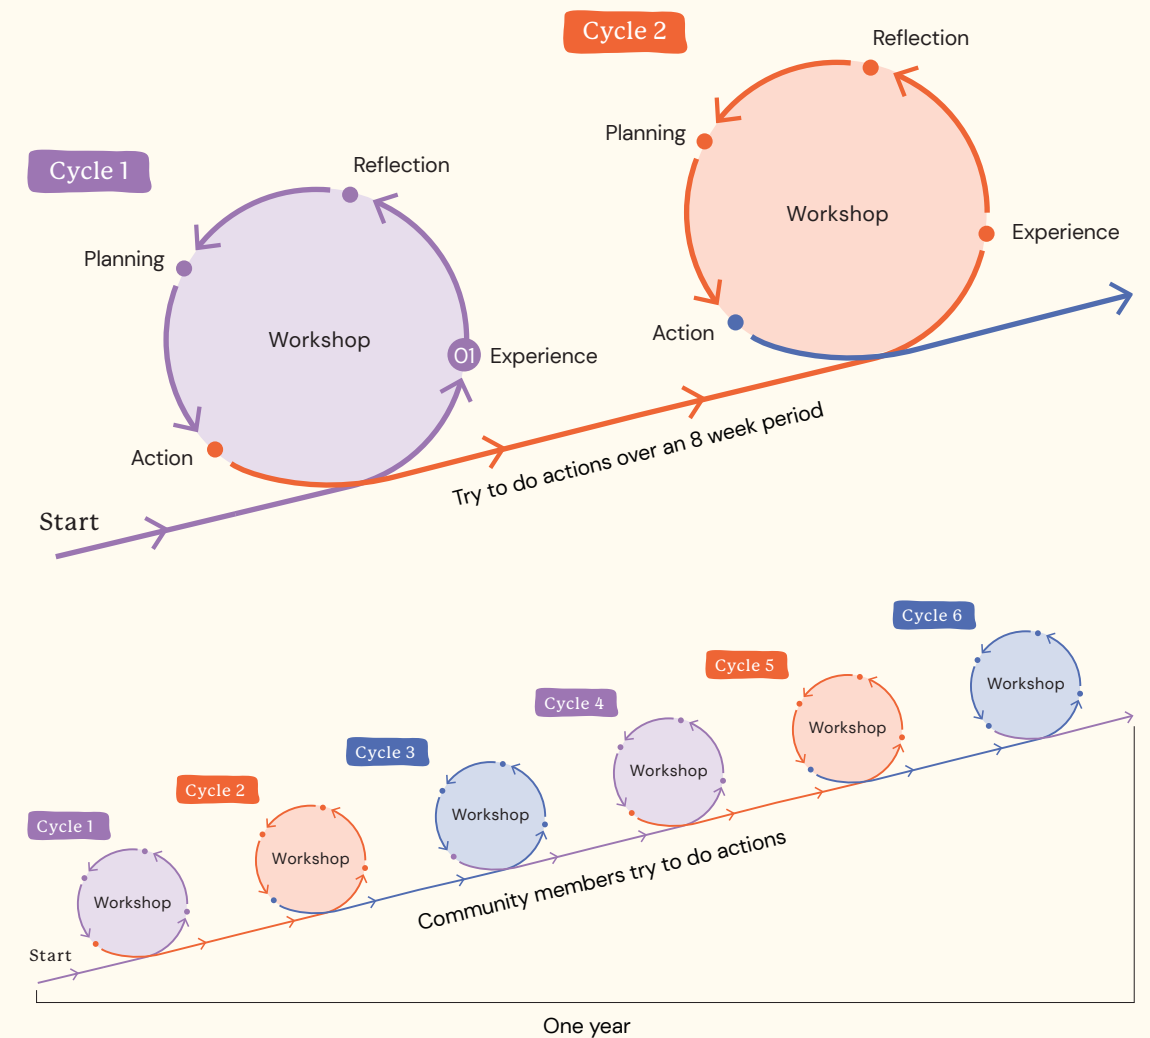 Cycle 2
Reflection
Planning
Workshop
Experience
Action
Cycle 1
Reflection
Planning
Workshop
01 Experience
Action
Try to do actions over an 8 week period
Start
Cycle 6
Workshop
Cycle 5
Workshop
Cycle 4
Workshop
Cycle 3
Workshop
Cycle 2
Workshop
Cycle 1
Workshop
Community members try to do actions
Start
One year